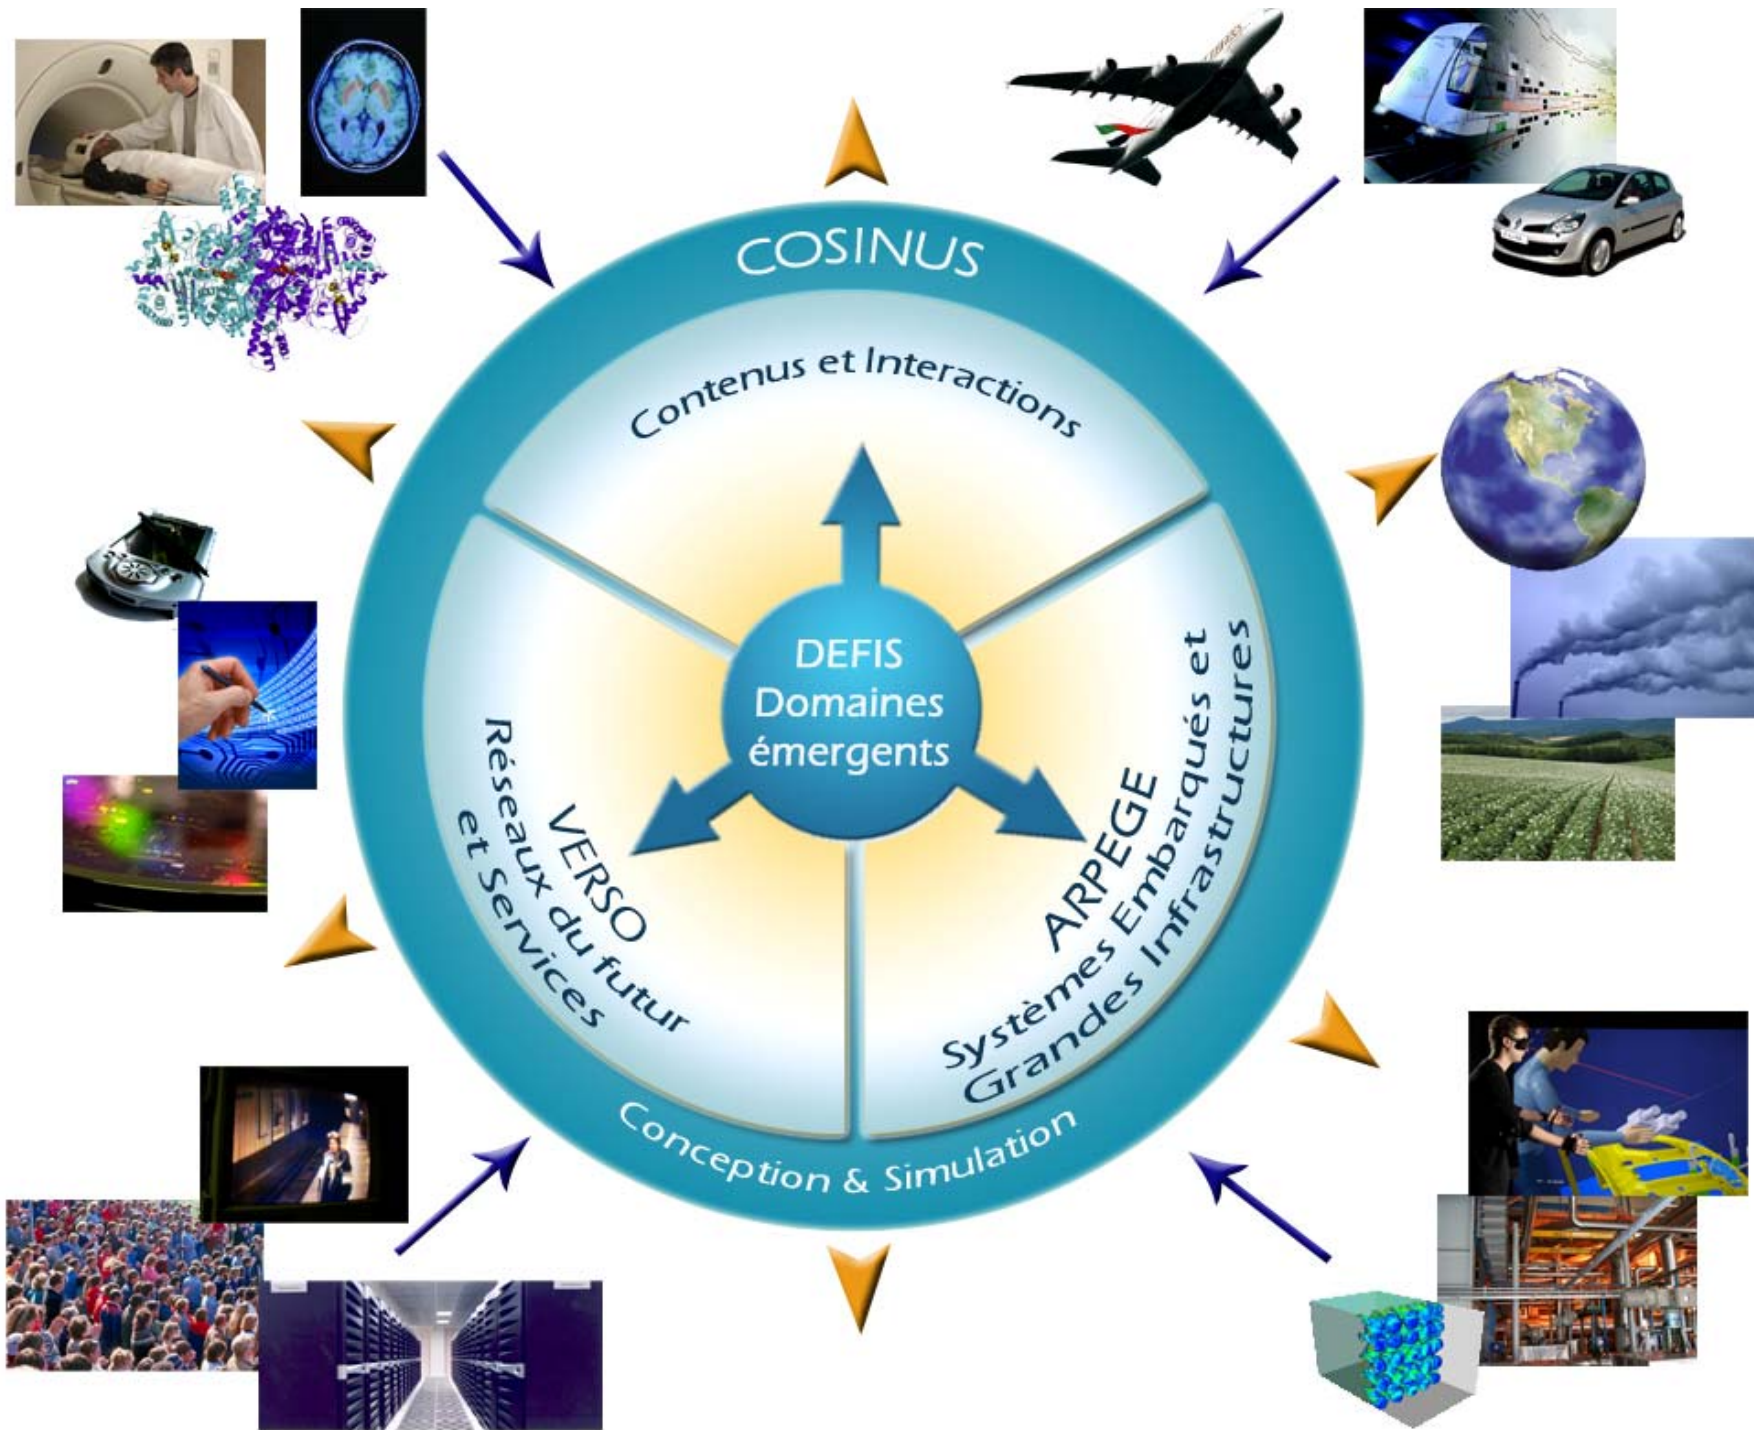 COSINUS
Contenus et Interactions
DEFIS
Domaines
émergents
VERSO
Réseaux du futur
et Services
ARPEGE
Systèmes Embarqués et
Grandes Infrastructures
Conception & Simulation